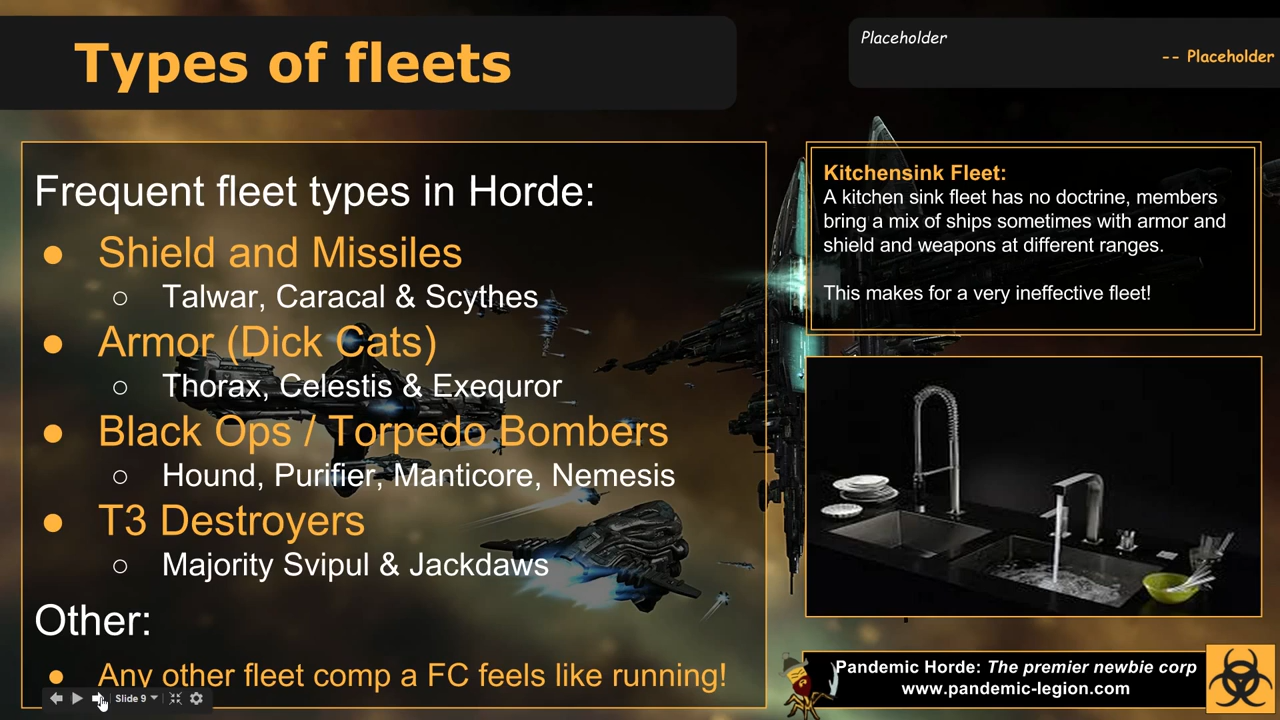 Types of fleets
Placeholder
-- Placeholder
Frequent fleet types in Horde:
● Shield and Missiles
○ Talwar, Caracal & Scythes
● Armor (Dick Cats)
○ Thorax, Celestis & Exequror
● Black Ops / Torpedo Bombers
○ Hound, Purifier, Manticore, Nemesis
● T3 Destroyers
○ Majority Svipul & Jackdaws
Other:
● Any other fleet comp a FC feels like running!
Slide 9
Kitchensink Fleet:
A kitchen sink fleet has no doctrine, members
bring a mix of ships sometimes with armor and
shield and weapons at different ranges.
This makes for a very ineffective fleet!
Pandemic Horde: The premier newbie corp
www.pandemic-legion.com